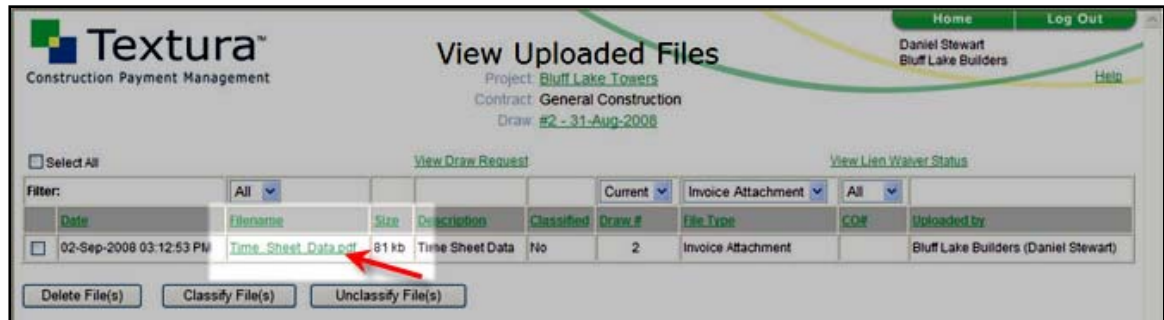 Home Log Out
Textura™
View Uploaded Files
Daniel Stewart
Bluff Lake Builders
Construction Payment Management
Help
Project: Bluff Lake Towers
Contract: General Construction
Draw: #2 - 31-Aug-2008
Select All View Draw Request View Lien Waiver Status
Filter: All Current Invoice Attachment All
Date Filename Size Description Classified Draw # File Type CO# Uploaded by
02-Sep-2008 03:12:53 PM Time_Sheet_Data.pdf 81 kb Time Sheet Data No 2 Invoice Attachment Bluff Lake Builders (Daniel Stewart)
Delete File(s) Classify File(s) Unclassify File(s)